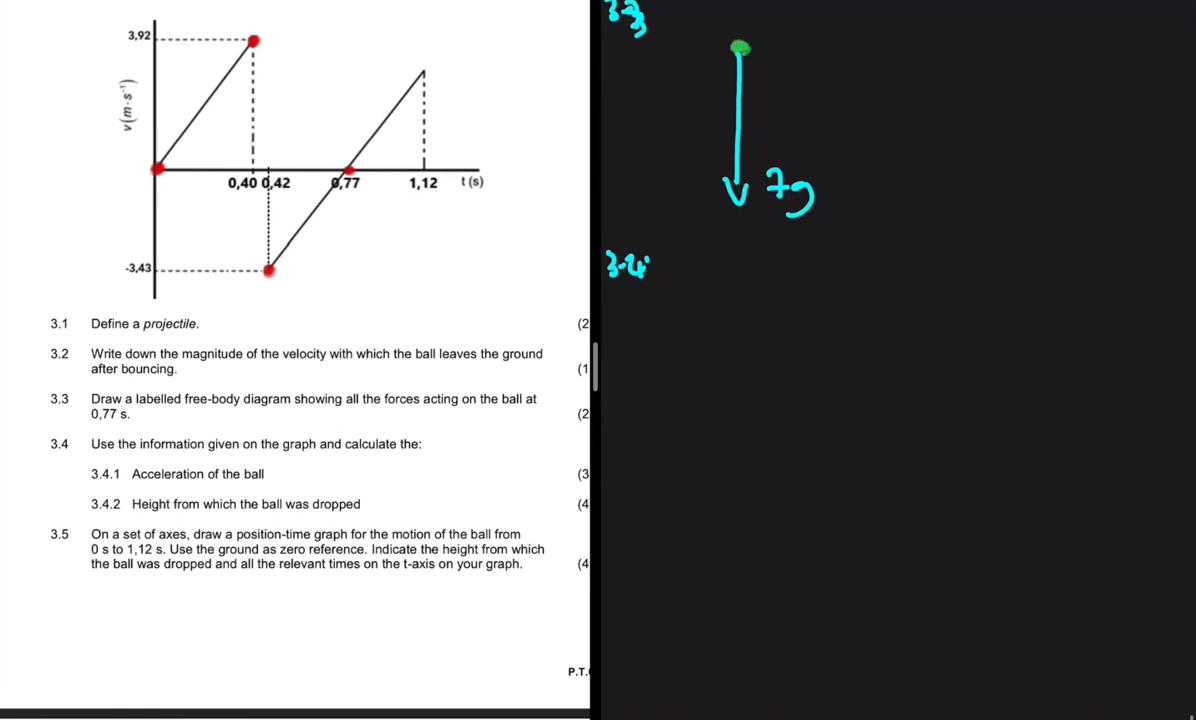 3,92
v(m·s⁻¹)
0,40 0,42 0,77 1,12 t (s)
-3,43
3.1 Define a projectile. (2
3.2 Write down the magnitude of the velocity with which the ball leaves the ground
after bouncing. (1
3.3 Draw a labelled free-body diagram showing all the forces acting on the ball at
0,77 s. (2
3.4 Use the information given on the graph and calculate the:
3.4.1 Acceleration of the ball (3
3.4.2 Height from which the ball was dropped (4
3.5 On a set of axes, draw a position-time graph for the motion of the ball from
0 s to 1,12 s. Use the ground as zero reference. Indicate the height from which
the ball was dropped and all the relevant times on the t-axis on your graph. (4
P.T.
Fg